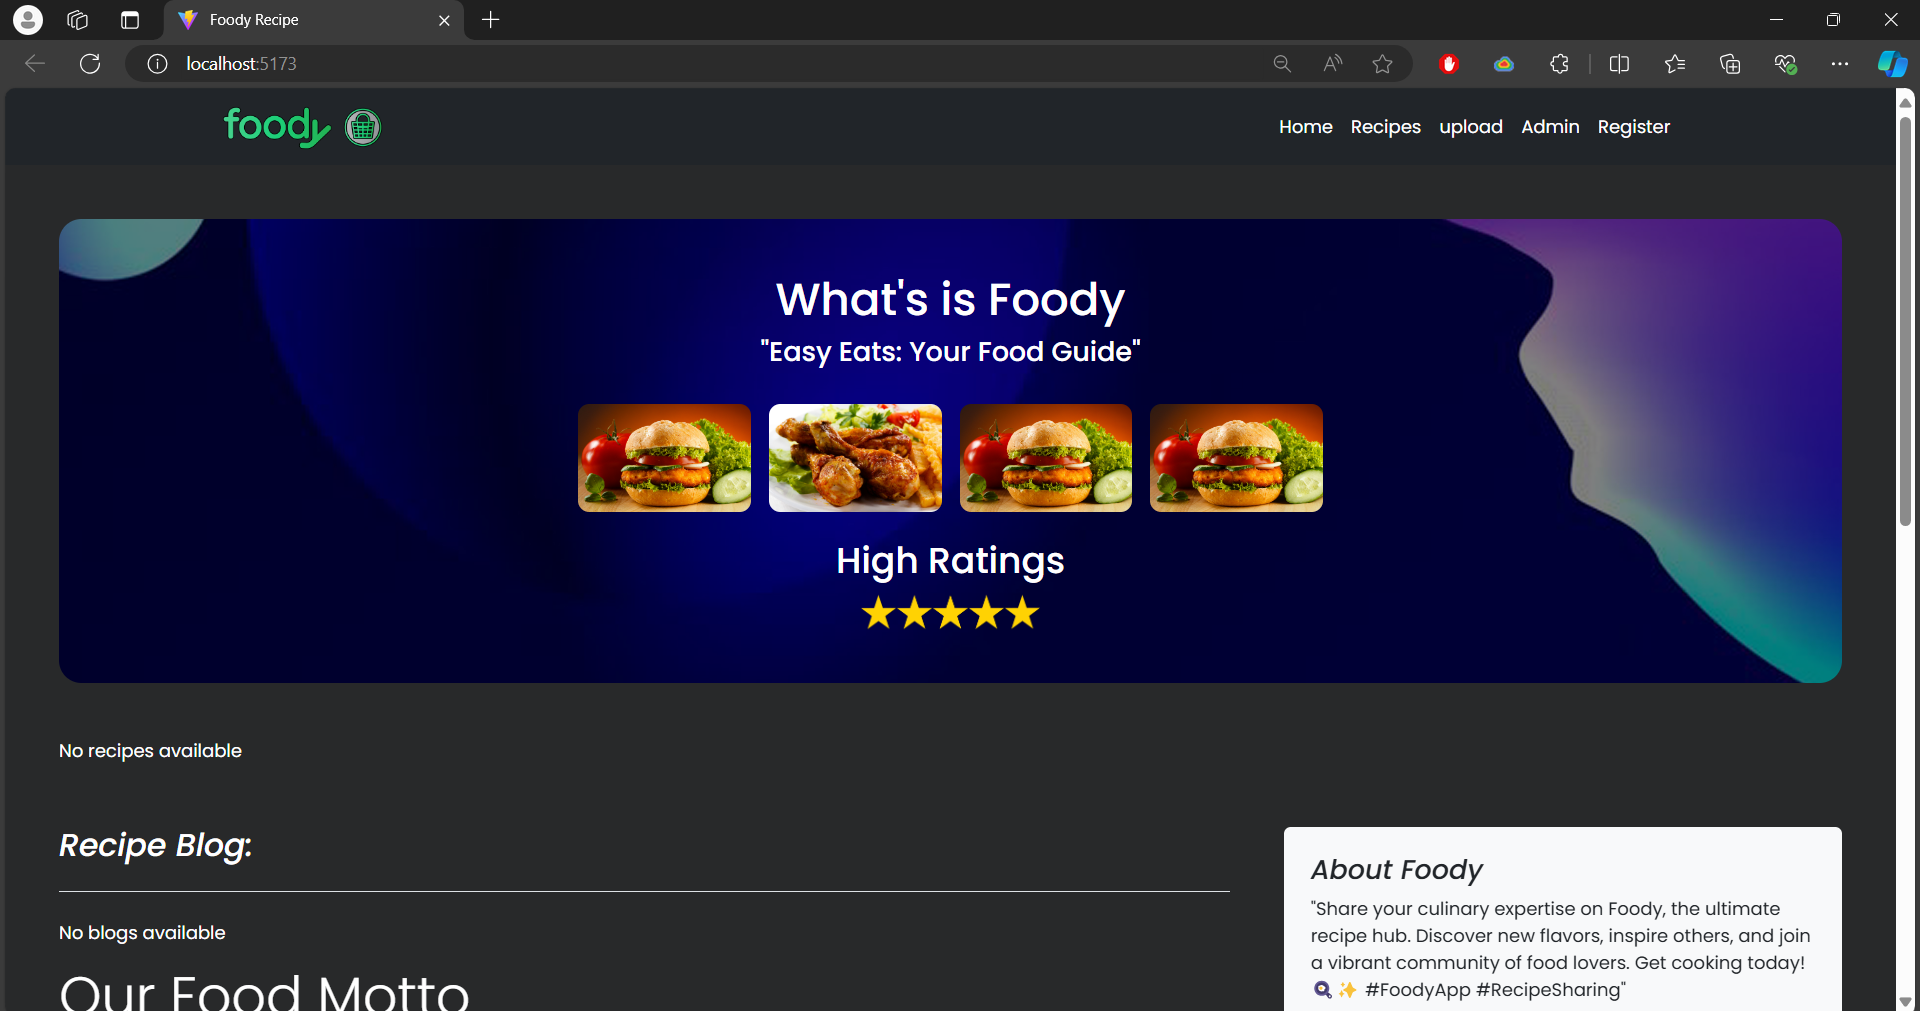 Foody Recipe
localhost:5173
foody
Home Recipes upload Admin Register
What's is Foody
"Easy Eats: Your Food Guide"
High Ratings
No recipes available
Recipe Blog:
No blogs available
Our Food Motto
About Foody
"Share your culinary expertise on Foody, the ultimate
recipe hub. Discover new flavors, inspire others, and join
a vibrant community of food lovers. Get cooking today!
🍳✨ #FoodyApp #RecipeSharing"